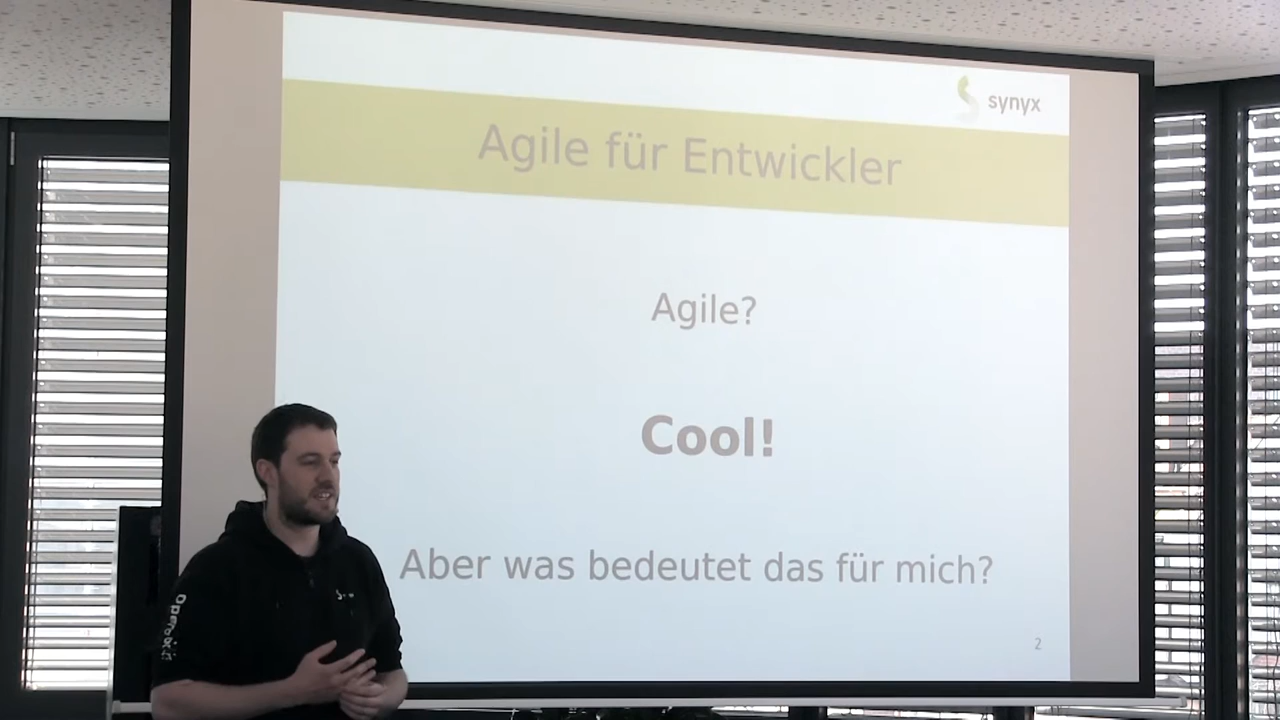 synyx
Agile für Entwickler
Agile?
Cool!
Aber was bedeutet das für mich?
2